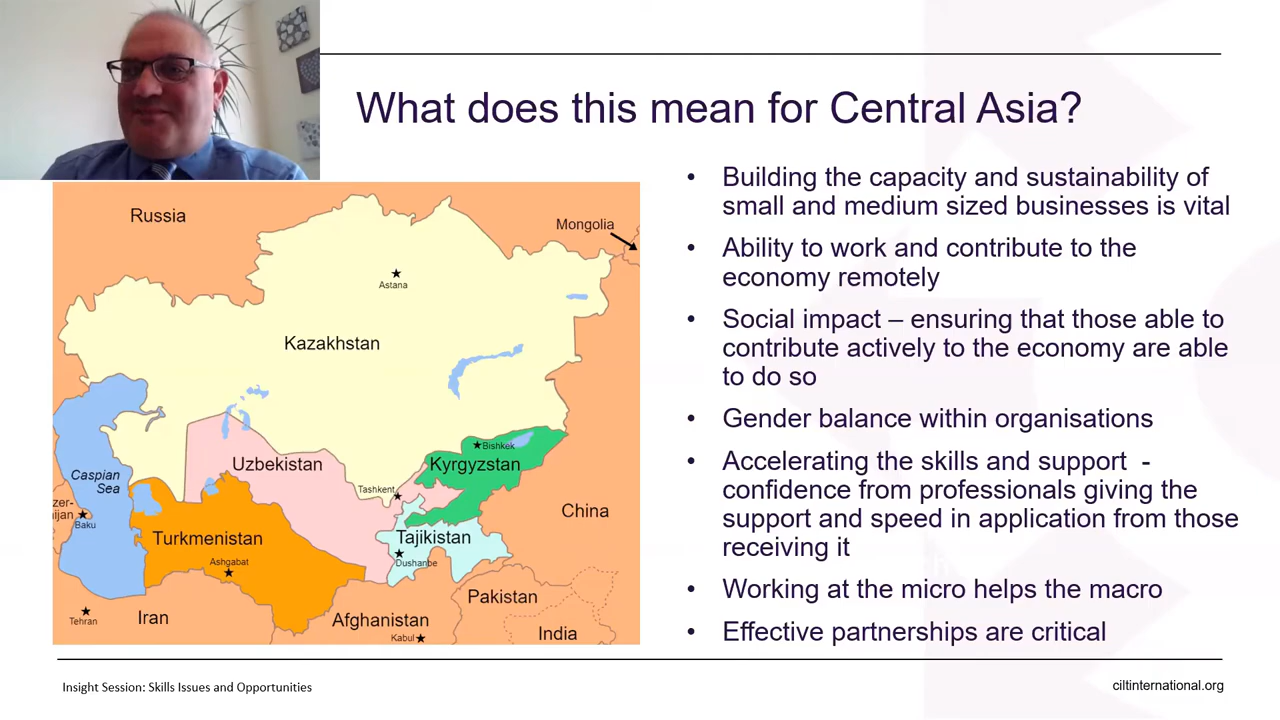 What does this mean for Central Asia?
Russia
Mongolia
Astana
Kazakhstan
Caspian
Sea
Uzbekistan
Bishkek
Kyrgyzstan
Tashkent
zer-
ijan
Baku
China
Turkmenistan
Tajikistan
Ashgabat
Dushanbe
Tehran
Iran
Afghanistan
Kabul
Pakistan
India
• Building the capacity and sustainability of
small and medium sized businesses is vital
• Ability to work and contribute to the
economy remotely
• Social impact – ensuring that those able to
contribute actively to the economy are able
to do so
• Gender balance within organisations
• Accelerating the skills and support -
confidence from professionals giving the
support and speed in application from those
receiving it
• Working at the micro helps the macro
• Effective partnerships are critical
Insight Session: Skills Issues and Opportunities
ciltinternational.org